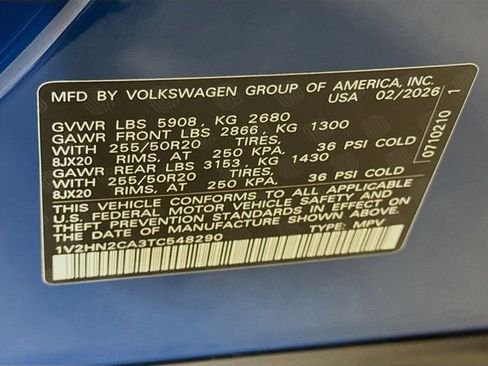 MFD BY VOLKSWAGEN GROUP OF AMERICA, INC.
USA 02/2026
GVWR LBS 5908, KG 2680
GAWR FRONT LBS 2866, KG 1300
WITH 255/50R20 TIRES,
8JX20 RIMS, AT 250 KPA, 36 PSI COLD
GAWR REAR LBS 3153, KG 1430
WITH 255/50R20 TIRES,
8JX20 RIMS, AT 250 KPA, 36 PSI COLD
THIS VEHICLE CONFORMS TO ALL APPLICABLE
U.S. FEDERAL MOTOR VEHICLE SAFETY AND
THEFT PREVENTION STANDARDS IN EFFECT ON
THE DATE OF MANUFACTURE SHOWN ABOVE.
1V2HN2CA3TC548290 TYPE: MPV
0710210 1